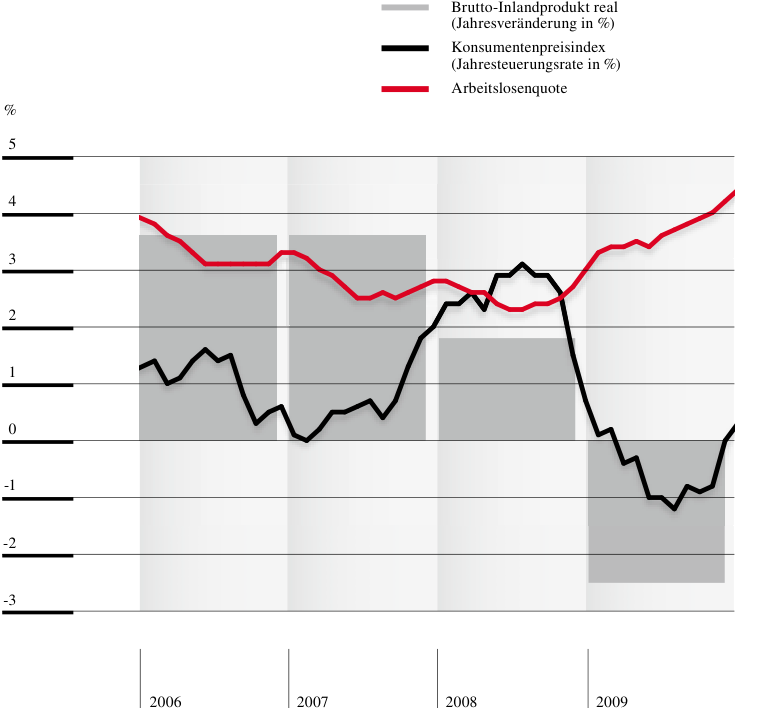 Brutto-Inlandprodukt real
(Jahresveränderung in %)
Konsumentenpreisindex
(Jahresteuerungsrate in %)
Arbeitslosenquote
%
5
4
3
2
1
0
-1
-2
-3
2006 2007 2008 2009